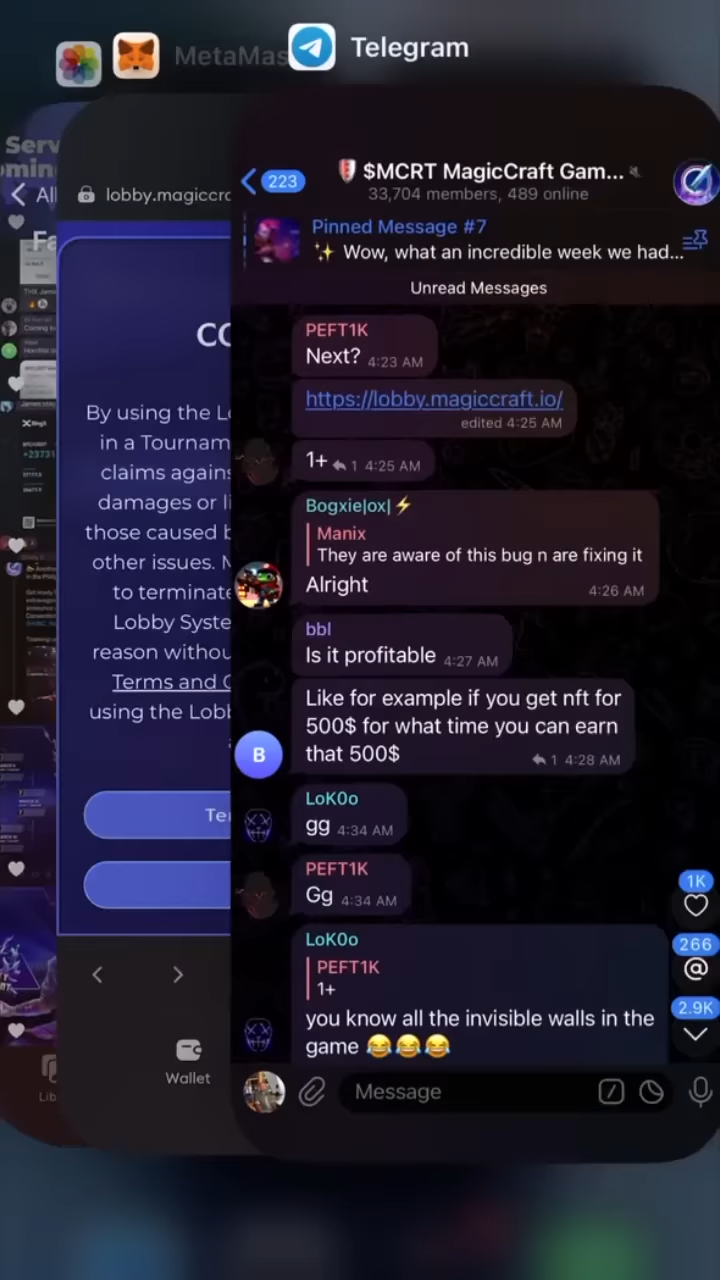 MetaMas
Telegram
Serv
min
All
Fa
lobby.magiccra
CO
By using the Lo
in a Tournam
claims agains
damages or li
those caused b
other issues. M
to terminate
Lobby Syste
reason withou
Terms and C
using the Lobb
Te
Wallet
Lib
223
$MCRT MagicCraft Gam...
33,704 members, 489 online
Pinned Message #7
✨ Wow, what an incredible week we had...
Unread Messages
PEFT1K
Next? 4:23 AM
https://lobby.magiccraft.io/
edited 4:25 AM
1+ 1 4:25 AM
Bogxie|ox|⚡
Manix
They are aware of this bug n are fixing it
Alright 4:26 AM
bbl
Is it profitable 4:27 AM
Like for example if you get nft for
500$ for what time you can earn
that 500$ 1 4:28 AM
B
LoK0o
gg 4:34 AM
PEFT1K
Gg 4:34 AM
1K
LoK0o
266
PEFT1K
1+
2.9K
you know all the invisible walls in the
game 😂😂😂
Message